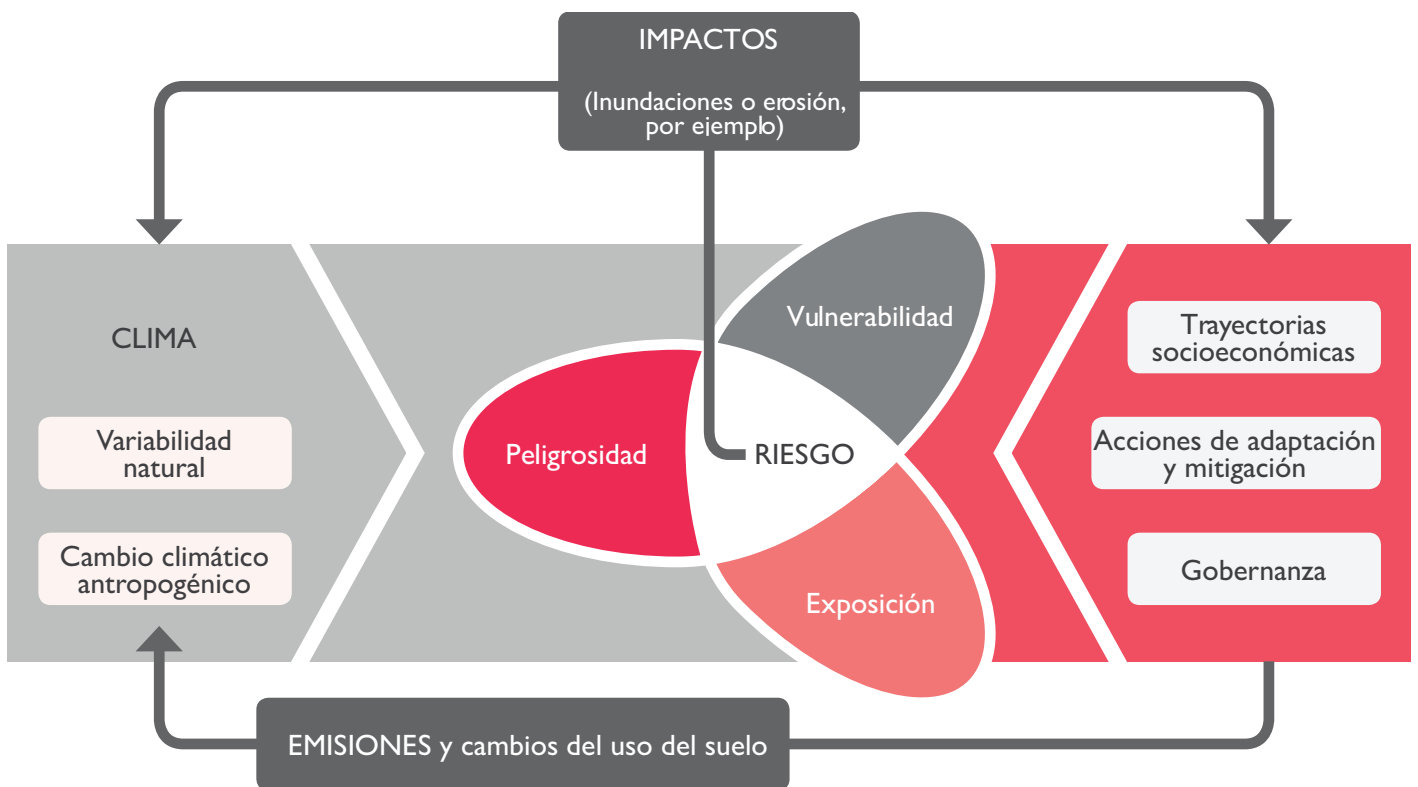 IMPACTOS
(Inundaciones o erosión,
por ejemplo)
CLIMA
Variabilidad
natural
Cambio climático
antropogénico
Peligrosidad
Vulnerabilidad
RIESGO
Exposición
Trayectorias
socioeconómicas
Acciones de adaptación
y mitigación
Gobernanza
EMISIONES y cambios del uso del suelo